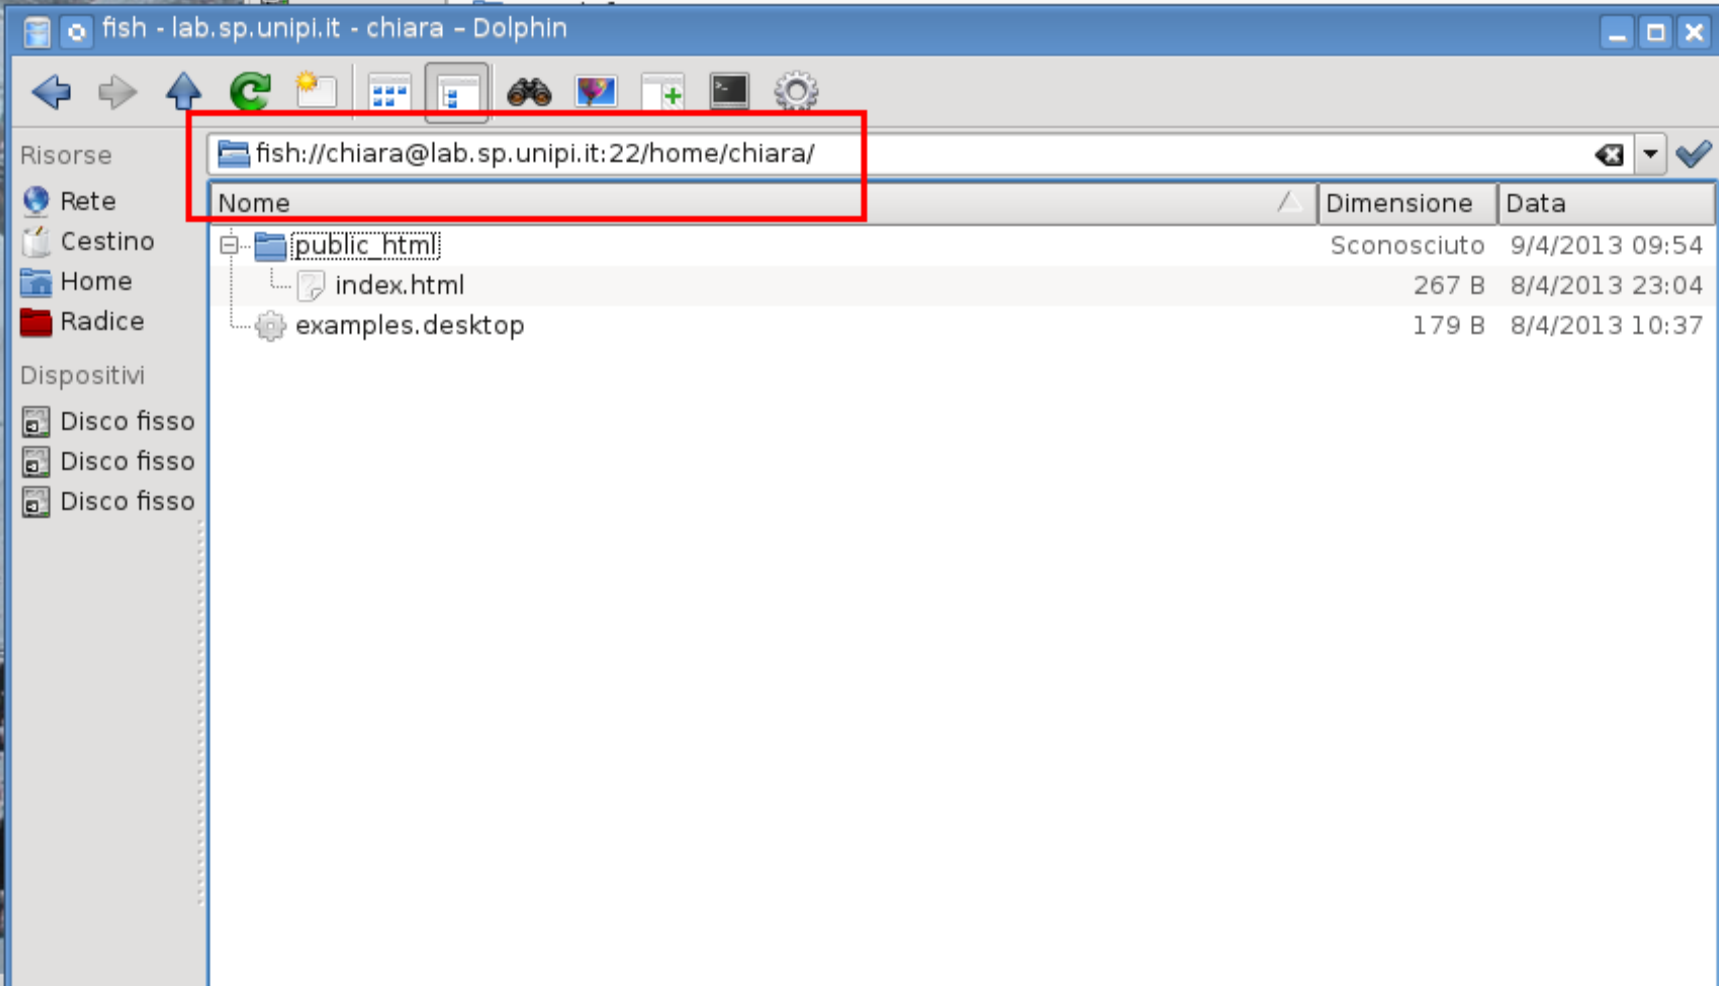 fish - lab.sp.unipi.it - chiara – Dolphin
Risorse
fish://chiara@lab.sp.unipi.it:22/home/chiara/
Rete
Cestino
Home
Radice
Dispositivi
Disco fisso
Disco fisso
Disco fisso
Nome Dimensione Data
public_html Sconosciuto 9/4/2013 09:54
index.html 267 B 8/4/2013 23:04
examples.desktop 179 B 8/4/2013 10:37